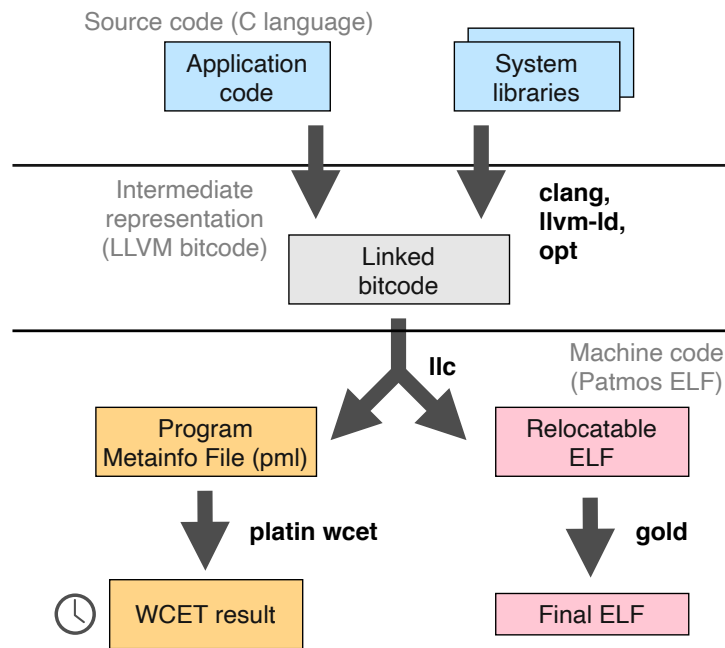 Source code (C language)
Application
code
System
libraries
Intermediate
representation
(LLVM bitcode)
clang,
llvm-ld,
opt
Linked
bitcode
llc
Machine code
(Patmos ELF)
Program
Metainfo File (pml)
Relocatable
ELF
platin wcet
gold
WCET result
Final ELF